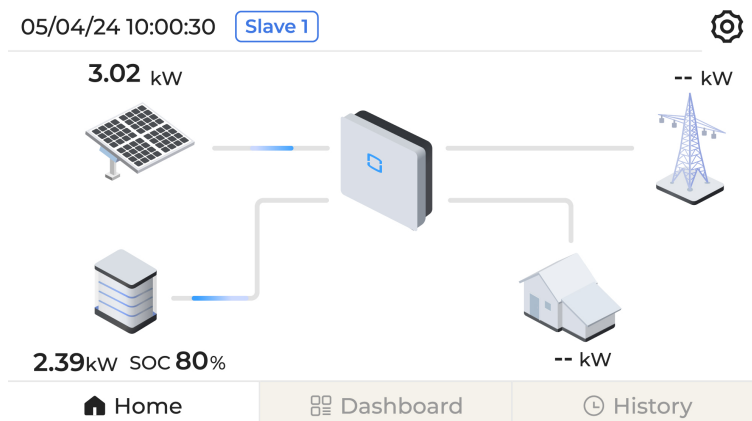 05/04/24 10:00:30 Slave 1
3.02 kW
-- kW
2.39kW SOC 80%
-- kW
Home
Dashboard
History